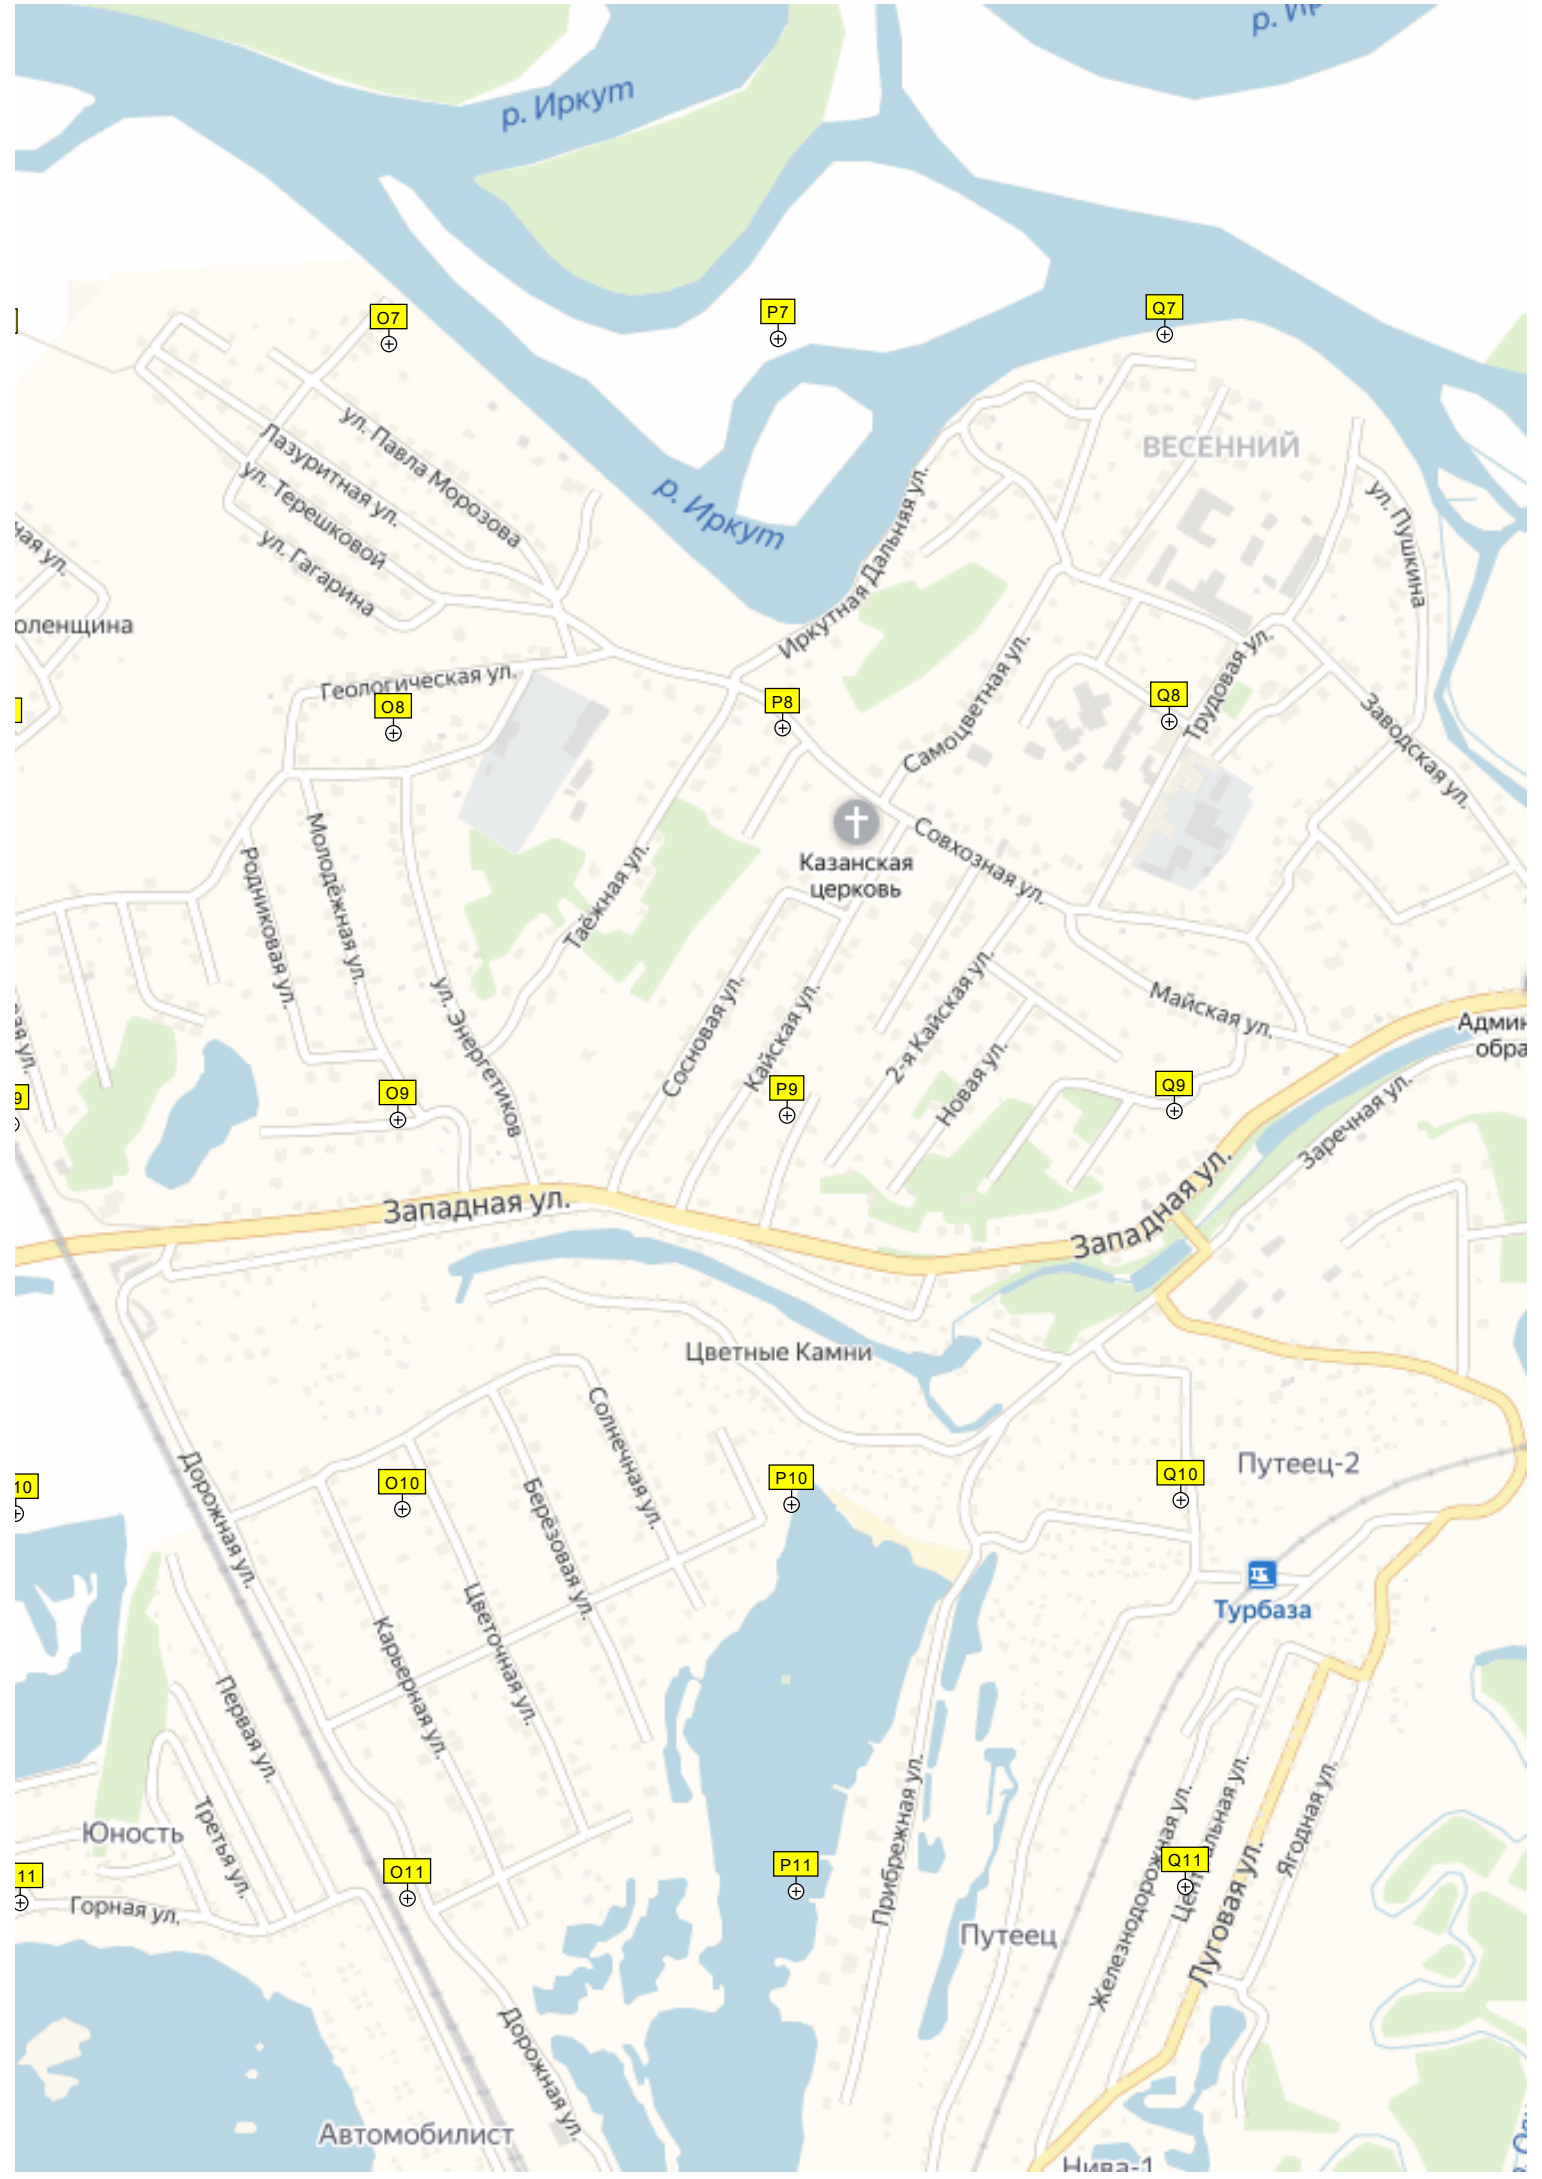 р. Иркут
O7
P7
Q7
ВЕСЕННИЙ
ул. Павла Морозова
Лазуритная ул.
ул. Терешковой
ул. Гагарина
р. Иркут
Иркутная Дальняя ул.
ул. Пушкина
Геологическая ул.
O8
P8
Q8
Самоцветная ул.
Трудовая ул.
Заводская ул.
Молодёжная ул.
Родниковая ул.
Таёжная ул.
Казанская
церковь
Совхозная ул.
ул. Энергетиков
Сосновая ул.
Кайская ул.
2-я Кайская ул.
Новая ул.
Майская ул.
O9
P9
Q9
Заречная ул.
Западная ул.
Западная ул.
Цветные Камни
Солнечная ул.
Дорожная ул.
O10
P10
Q10
Путеец-2
Берёзовая ул.
Цветочная ул.
Карьерная ул.
Турбаза
Первая ул.
Третья ул.
Юность
Горная ул.
O11
P11
Q11
Прибрежная ул.
Железнодорожная ул.
Луговая ул.
Ягодная ул.
Путеец
Дорожная ул.
Автомобилист
Нива-1